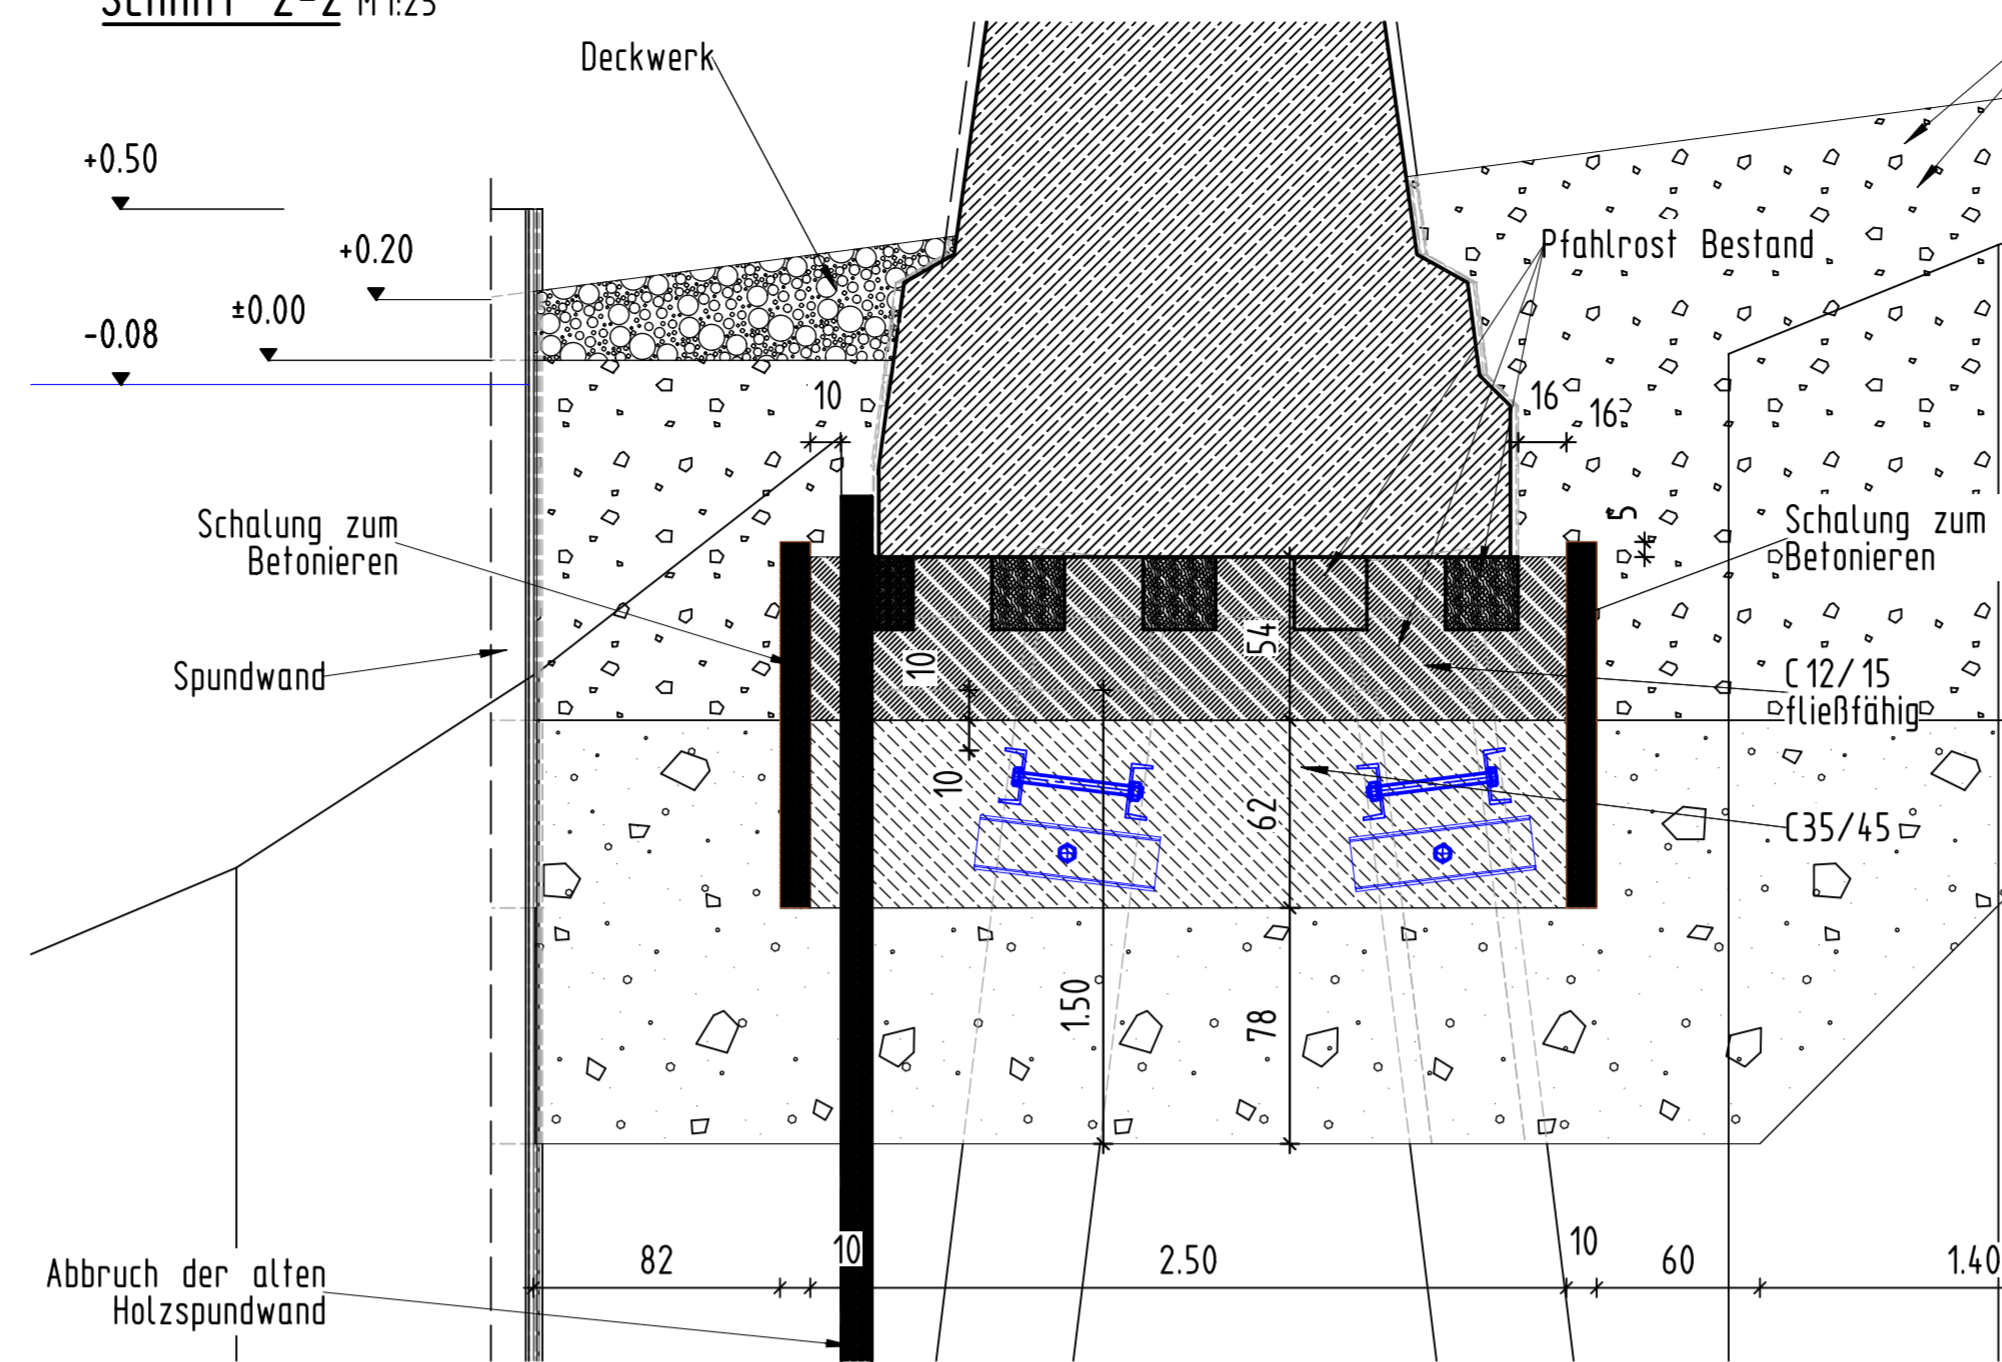 SCHNITT 2-2 M 1:25
Deckwerk
+0.50
+0.20
±0.00
-0.08
Pfahlrost Bestand
10
16
16
5
Schalung zum
Betonieren
Schalung zum
Betonieren
Spundwand
10
54
C12/15
fließfähig
10
62
C35/45
1.50
78
82
10
2.50
10
60
1.40
Abbruch der alten
Holzspundwand